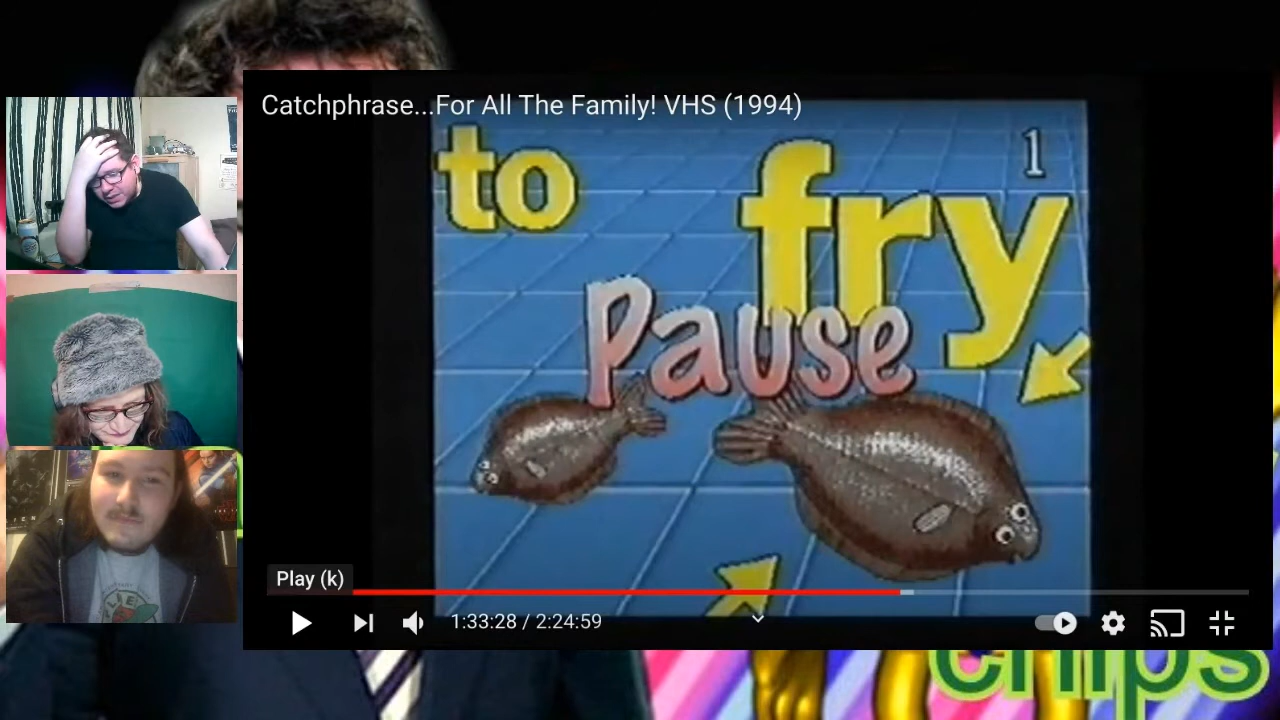 Catchphrase...For All The Family! VHS (1994)
to fry
1
Pause
Play (k)
1:33:28 / 2:24:59
chips